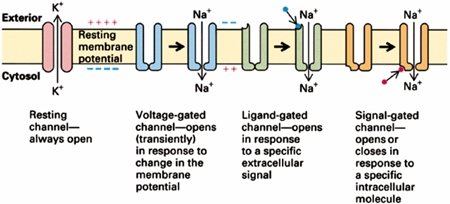 Exterior
Cytosol
K⁺
K⁺
++++
Resting
membrane
potential
−−−−
Na⁺
Na⁺
−−
++
Na⁺
Na⁺
Na⁺
Na⁺
Resting
channel—
always open
Voltage-gated
channel—opens
(transiently)
in response to
change in the
membrane
potential
Ligand-gated
channel—opens
in response
to a specific
extracellular
signal
Signal-gated
channel—
opens or
closes in
response to
a specific
intracellular
molecule